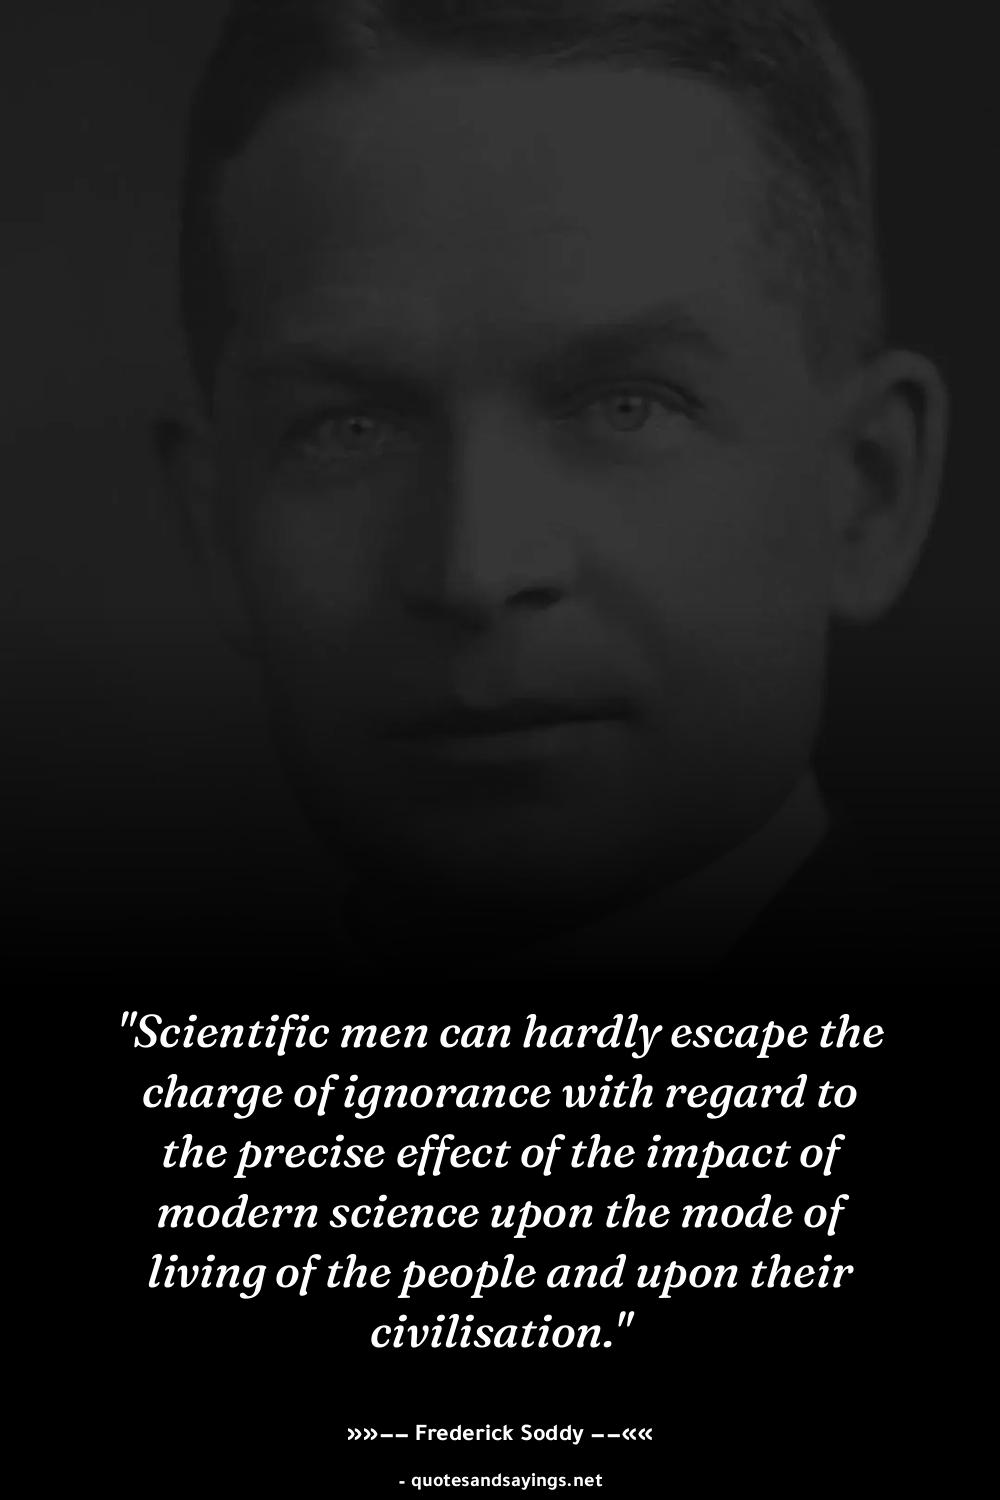 "Scientific men can hardly escape the
charge of ignorance with regard to
the precise effect of the impact of
modern science upon the mode of
living of the people and upon their
civilisation."
»»−− Frederick Soddy −−««
- quotesandsayings.net